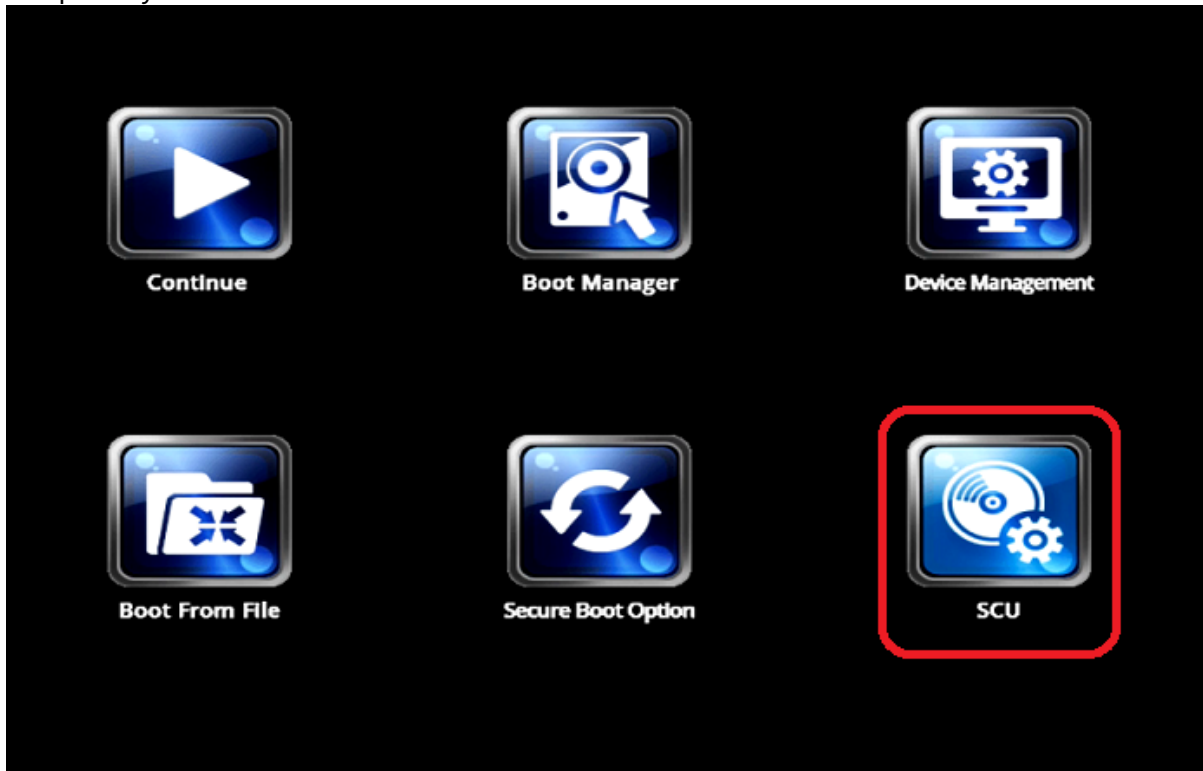 Continue
Boot Manager
Device Management
Boot From File
Secure Boot Option
SCU